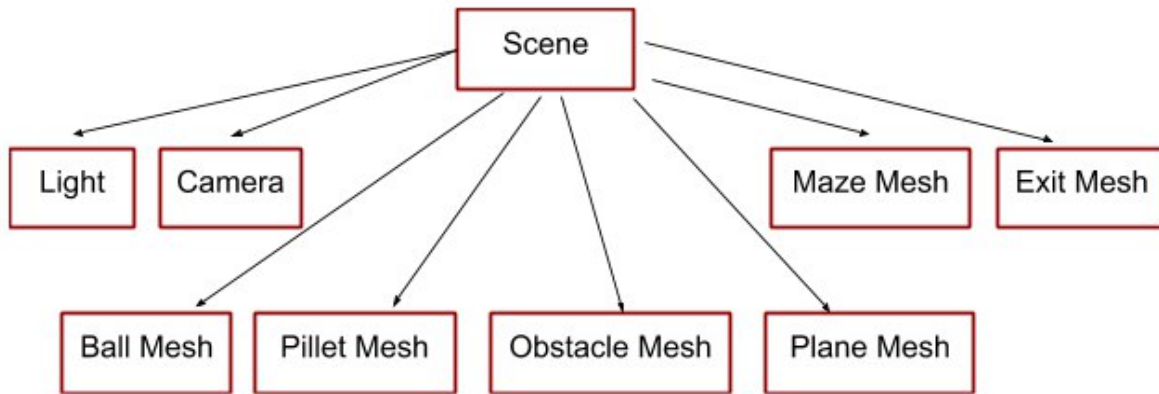 Scene
Light
Camera
Maze Mesh
Exit Mesh
Ball Mesh
Pillet Mesh
Obstacle Mesh
Plane Mesh